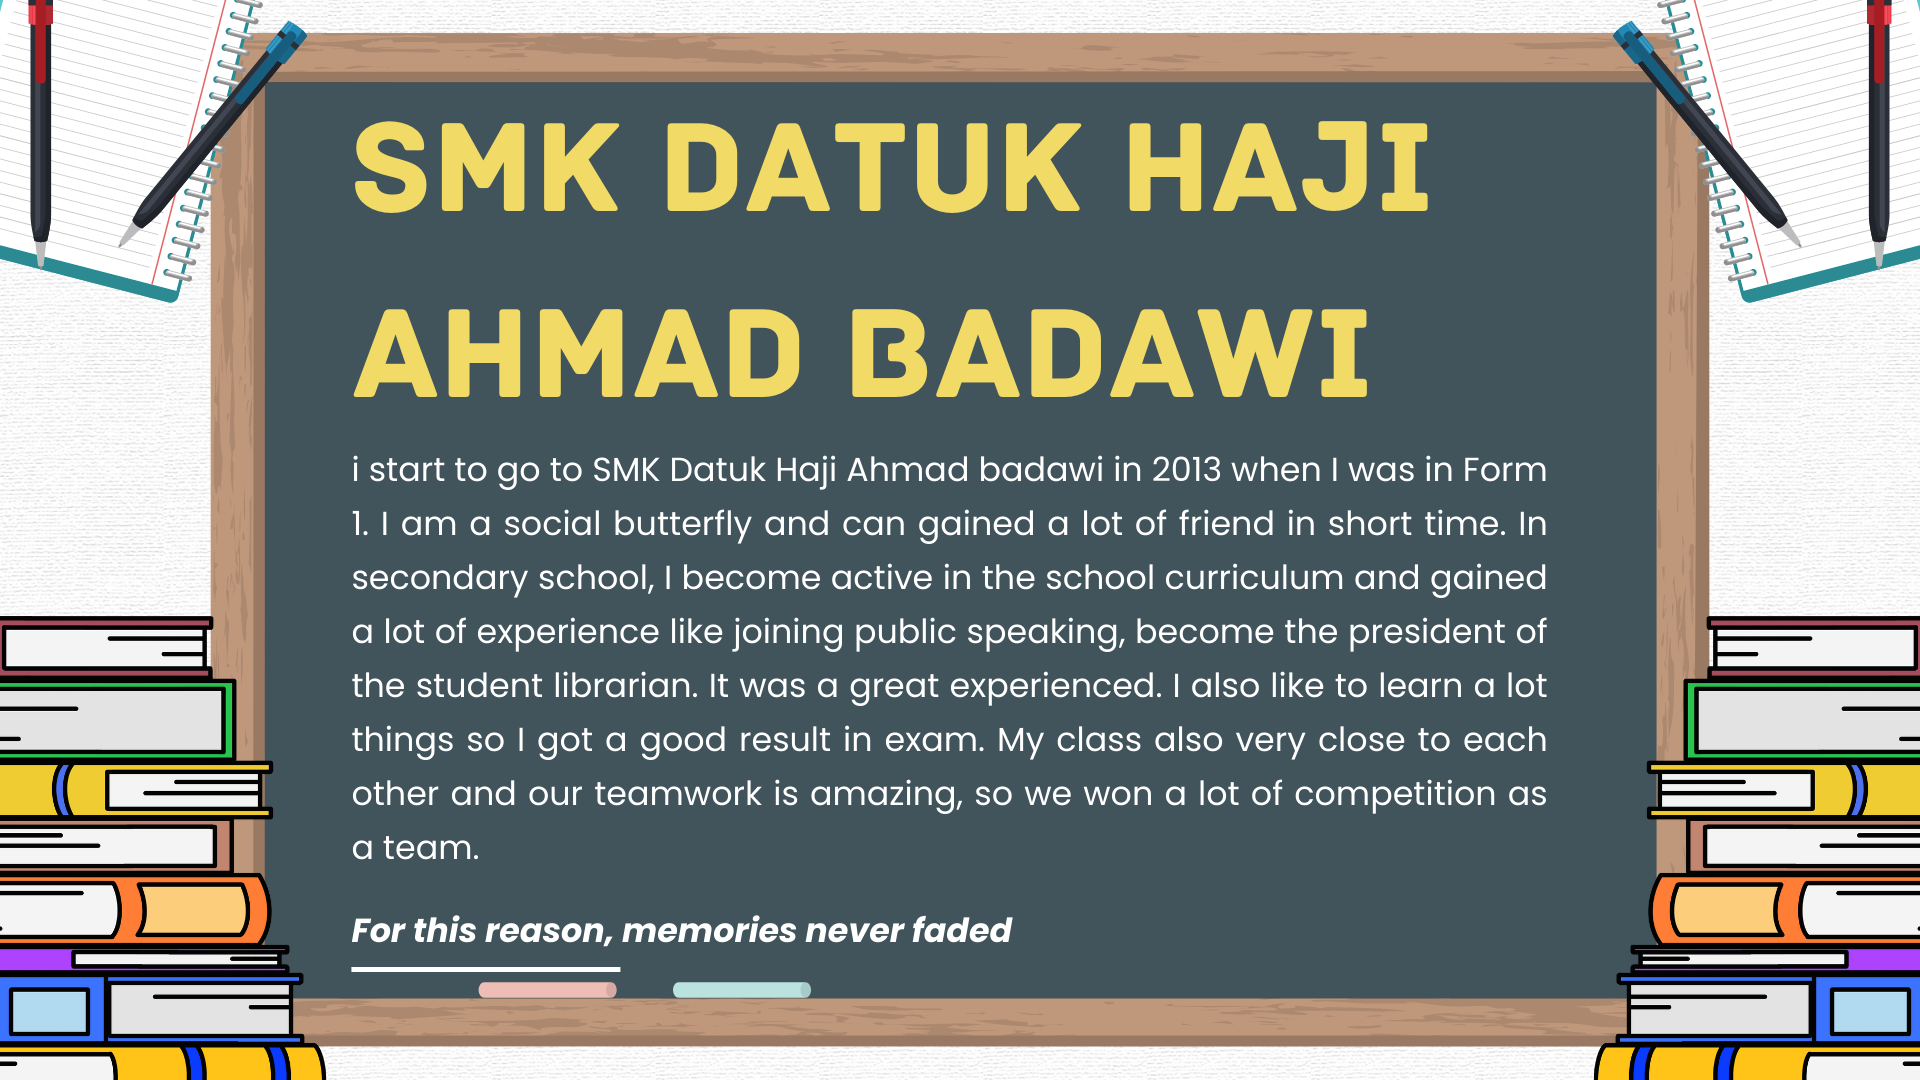 SMK DATUK HAJI
AHMAD BADAWI
i start to go to SMK Datuk Haji Ahmad badawi in 2013 when I was in Form
1. I am a social butterfly and can gained a lot of friend in short time. In
secondary school, I become active in the school curriculum and gained
a lot of experience like joining public speaking, become the president of
the student librarian. It was a great experienced. I also like to learn a lot
things so I got a good result in exam. My class also very close to each
other and our teamwork is amazing, so we won a lot of competition as
a team.
For this reason, memories never faded